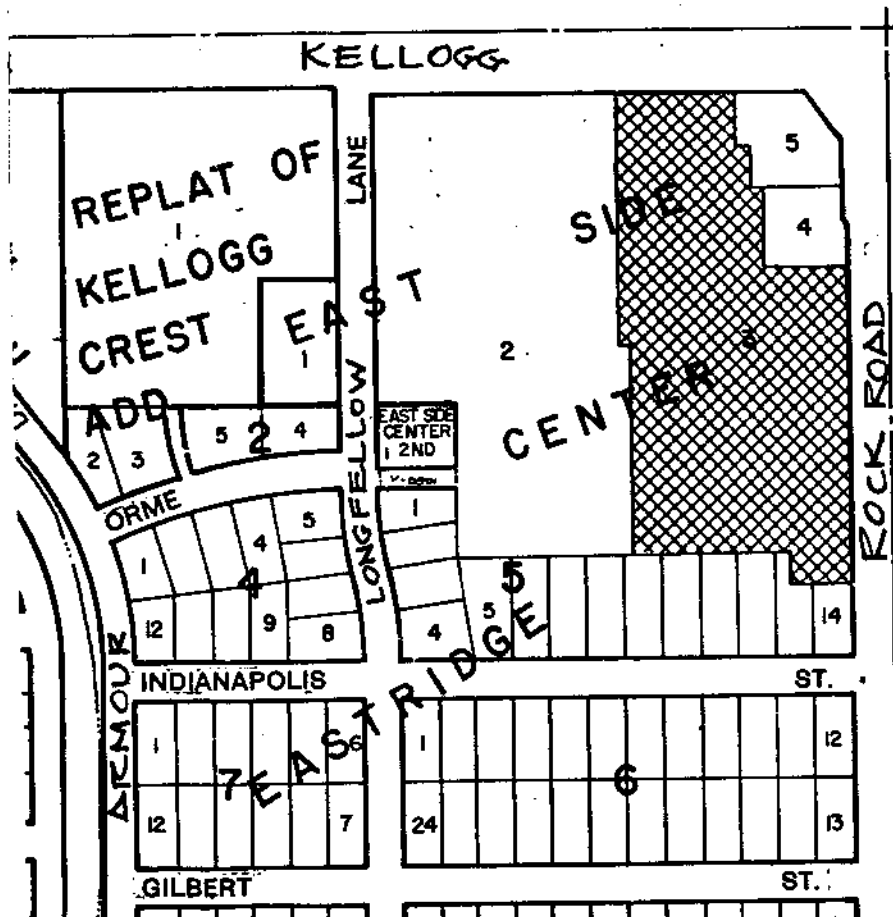 KELLOGG
REPLAT OF
1
KELLOGG
CREST
ADD
1
LANE
LONGFELLOW
EAST SIDE
CENTER
2
3
5
4
ROCK ROAD
EAST SIDE
CENTER
1 2ND
2 3
5 2 4
ORME
1 4 5
4
12 9 8
1
5
5
4 14
ARMOUR
INDIANAPOLIS ST.
EASTRIDGE
1 6
7
12 7
1 12
6
24 13
GILBERT ST.